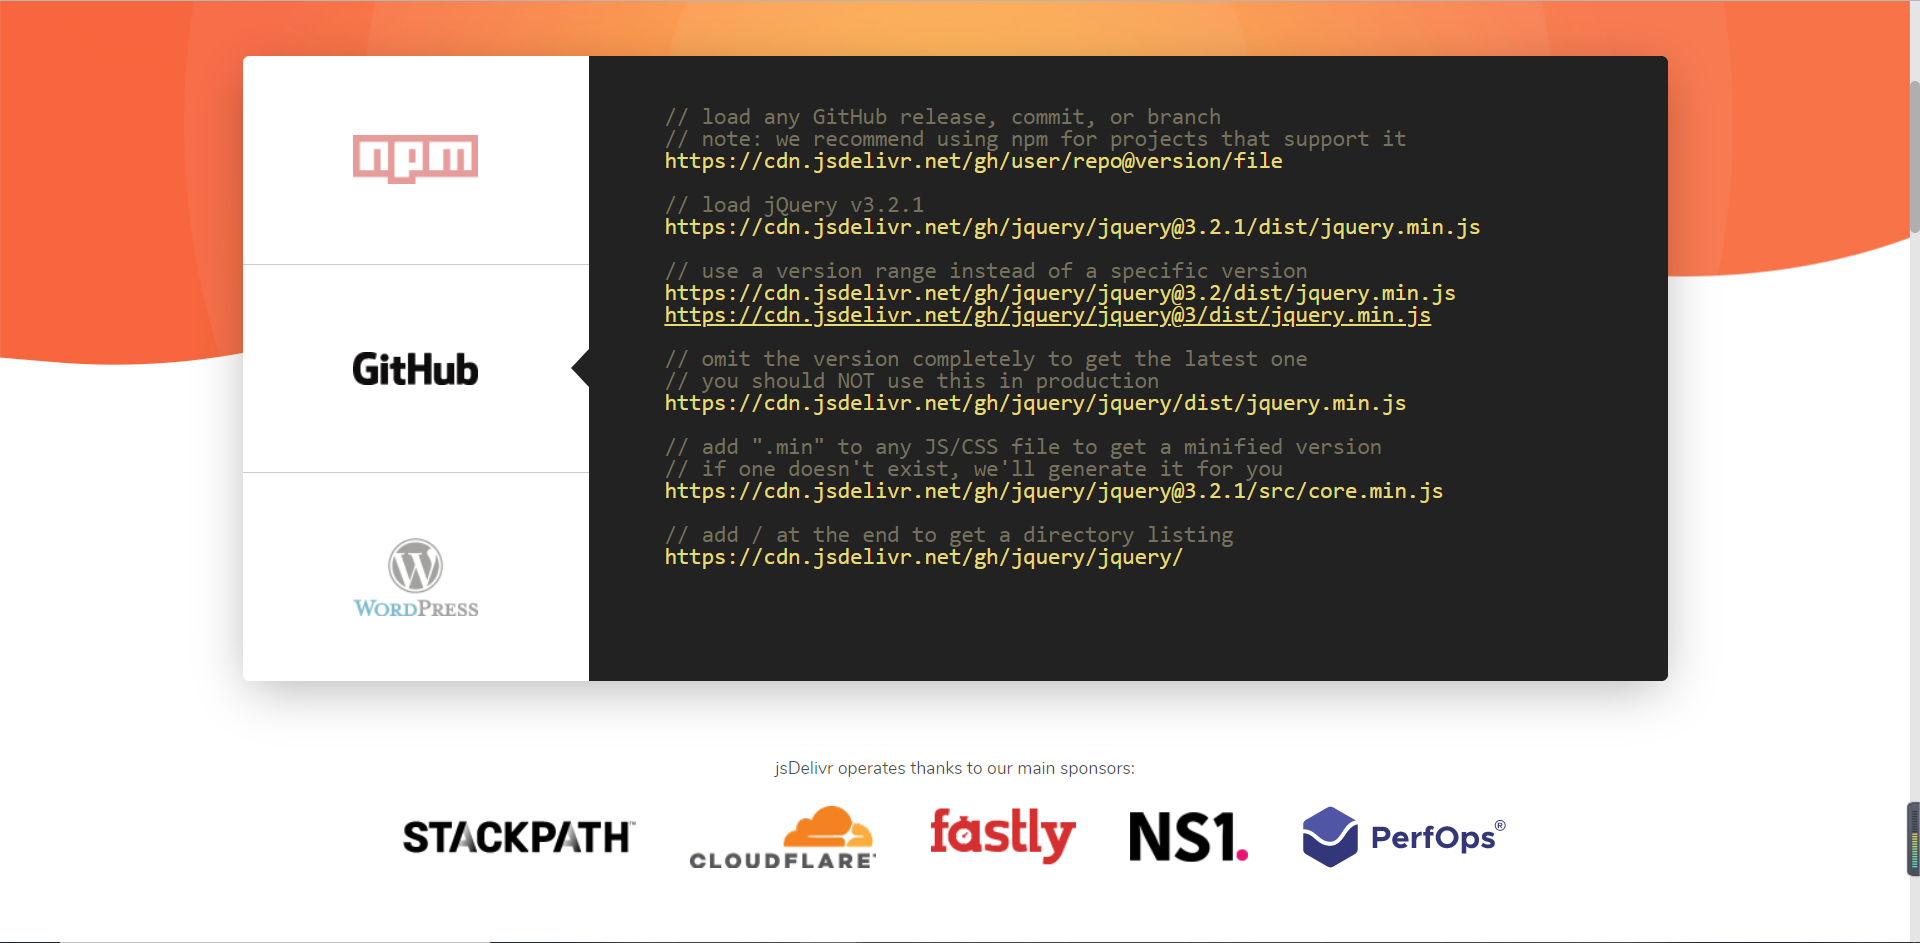 npm
GitHub
WORDPRESS
// load any GitHub release, commit, or branch
// note: we recommend using npm for projects that support it
https://cdn.jsdelivr.net/gh/user/repo@version/file
// load jQuery v3.2.1
https://cdn.jsdelivr.net/gh/jquery/jquery@3.2.1/dist/jquery.min.js
// use a version range instead of a specific version
https://cdn.jsdelivr.net/gh/jquery/jquery@3.2/dist/jquery.min.js
https://cdn.jsdelivr.net/gh/jquery/jquery@3/dist/jquery.min.js
// omit the version completely to get the latest one
// you should NOT use this in production
https://cdn.jsdelivr.net/gh/jquery/jquery/dist/jquery.min.js
// add ".min" to any JS/CSS file to get a minified version
// if one doesn't exist, we'll generate it for you
https://cdn.jsdelivr.net/gh/jquery/jquery@3.2.1/src/core.min.js
// add / at the end to get a directory listing
https://cdn.jsdelivr.net/gh/jquery/jquery/
jsDelivr operates thanks to our main sponsors:
STACKPATH™ CLOUDFLARE® fastly NS1. PerfOps®